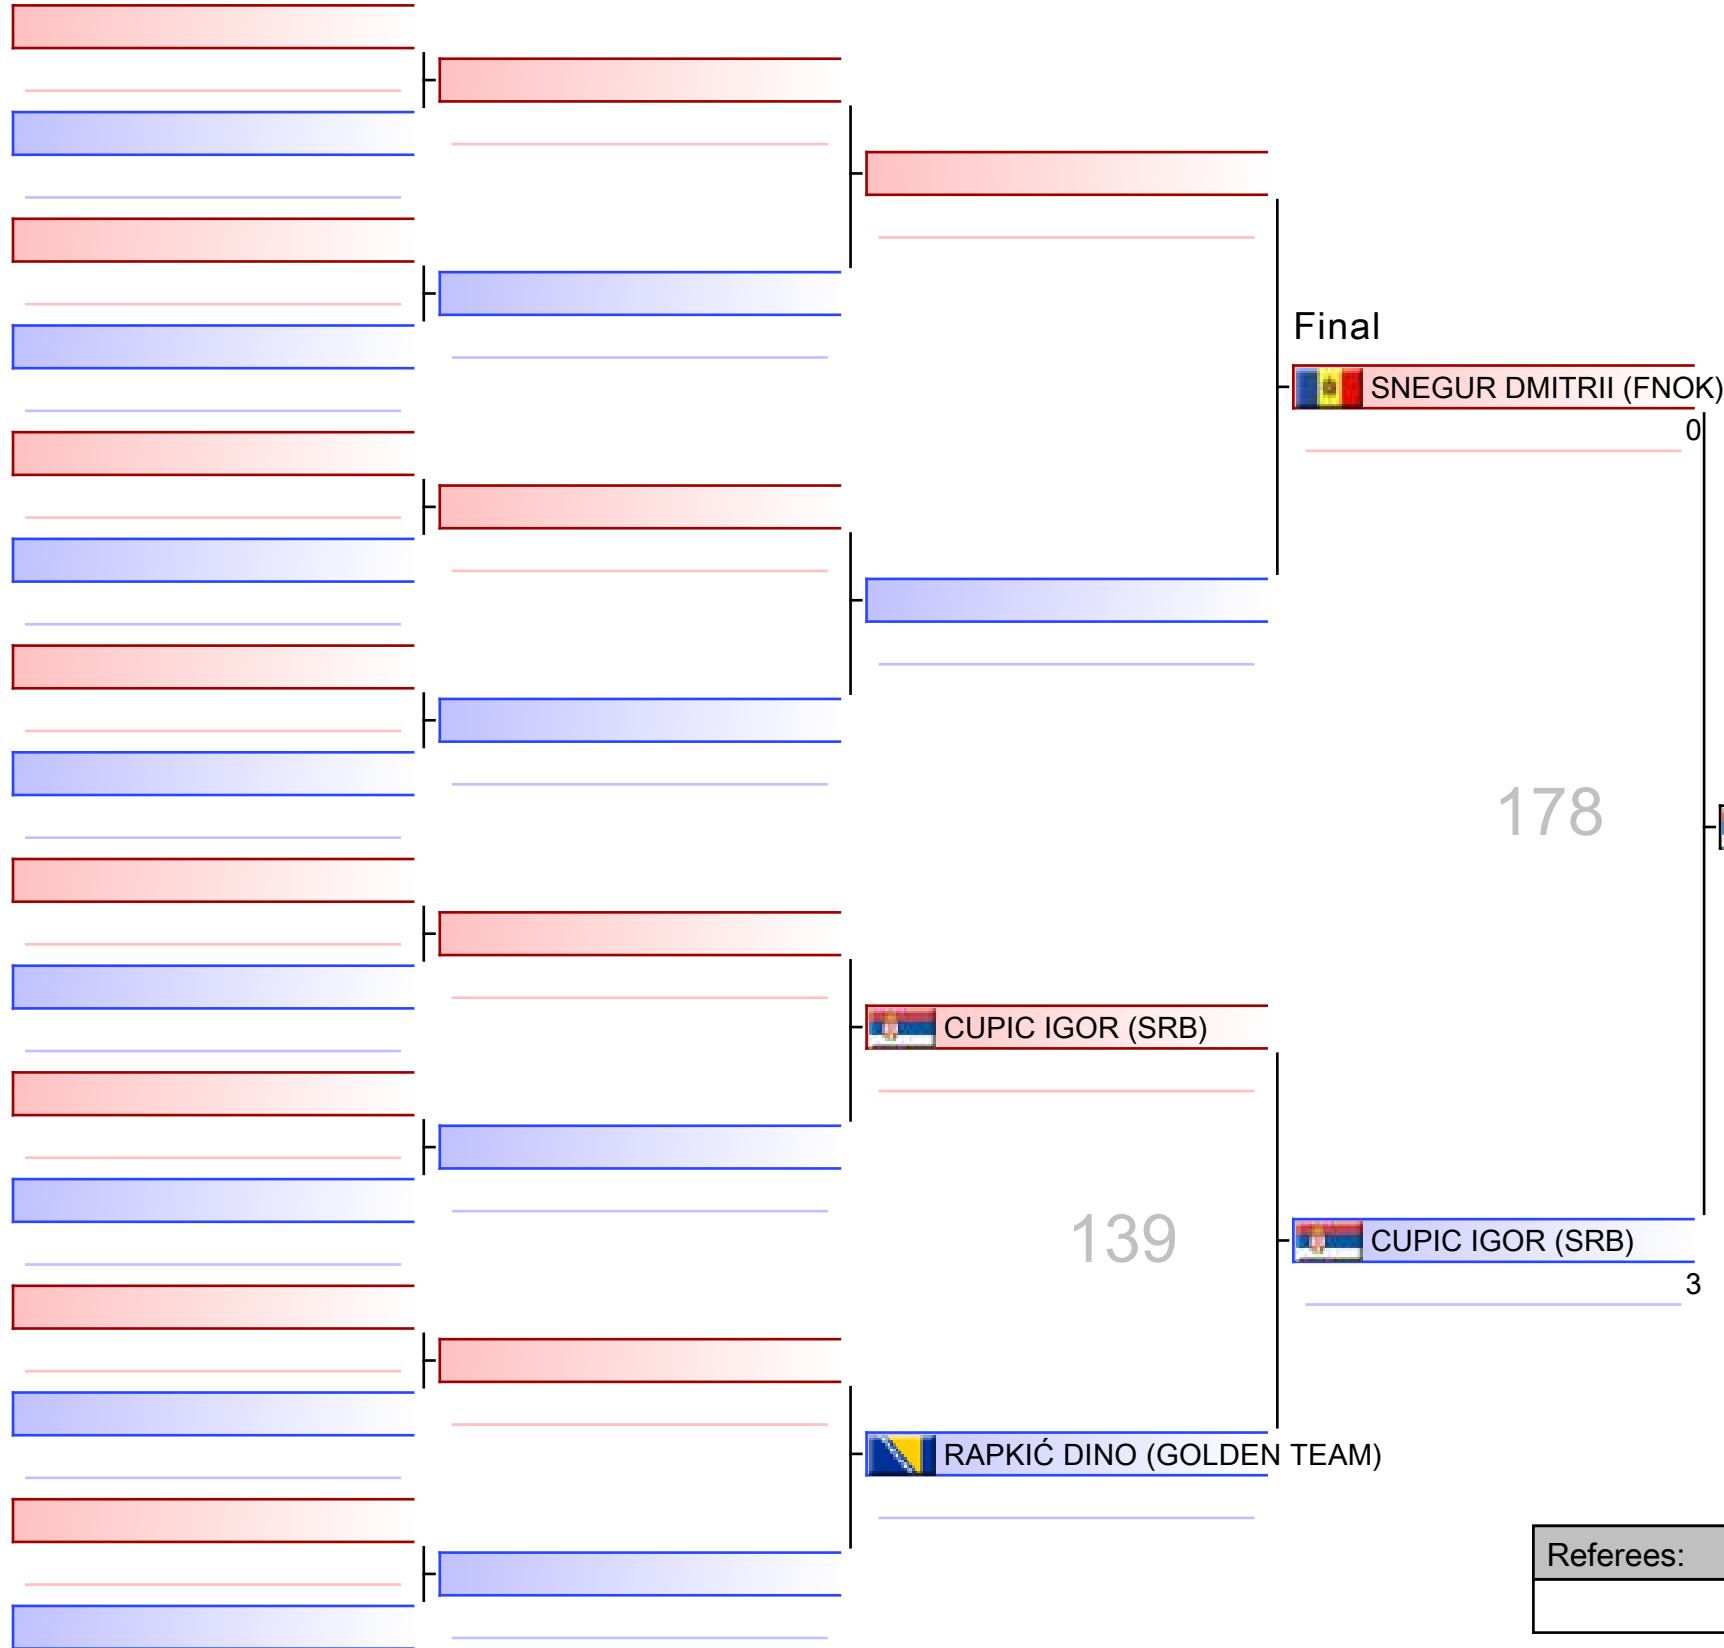 Final
SNEGUR DMITRII (FNOK)
0
178
CUPIC IGOR (SRB)
139
CUPIC IGOR (SRB)
3
RAPKIĆ DINO (GOLDEN TEAM)
Referees: